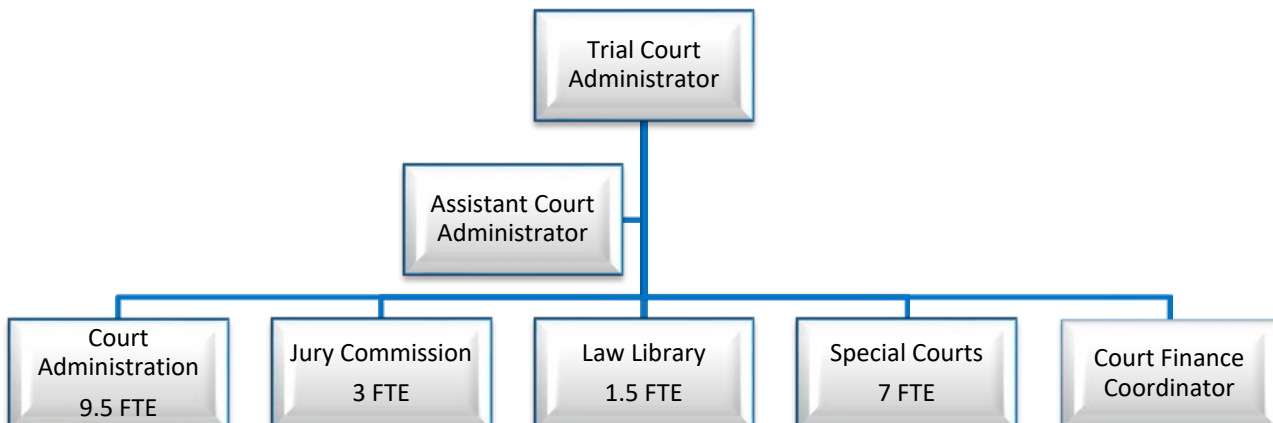 Trial Court
Administrator
Assistant Court
Administrator
Court
Administration
9.5 FTE
Jury Commission
3 FTE
Law Library
1.5 FTE
Special Courts
7 FTE
Court Finance
Coordinator